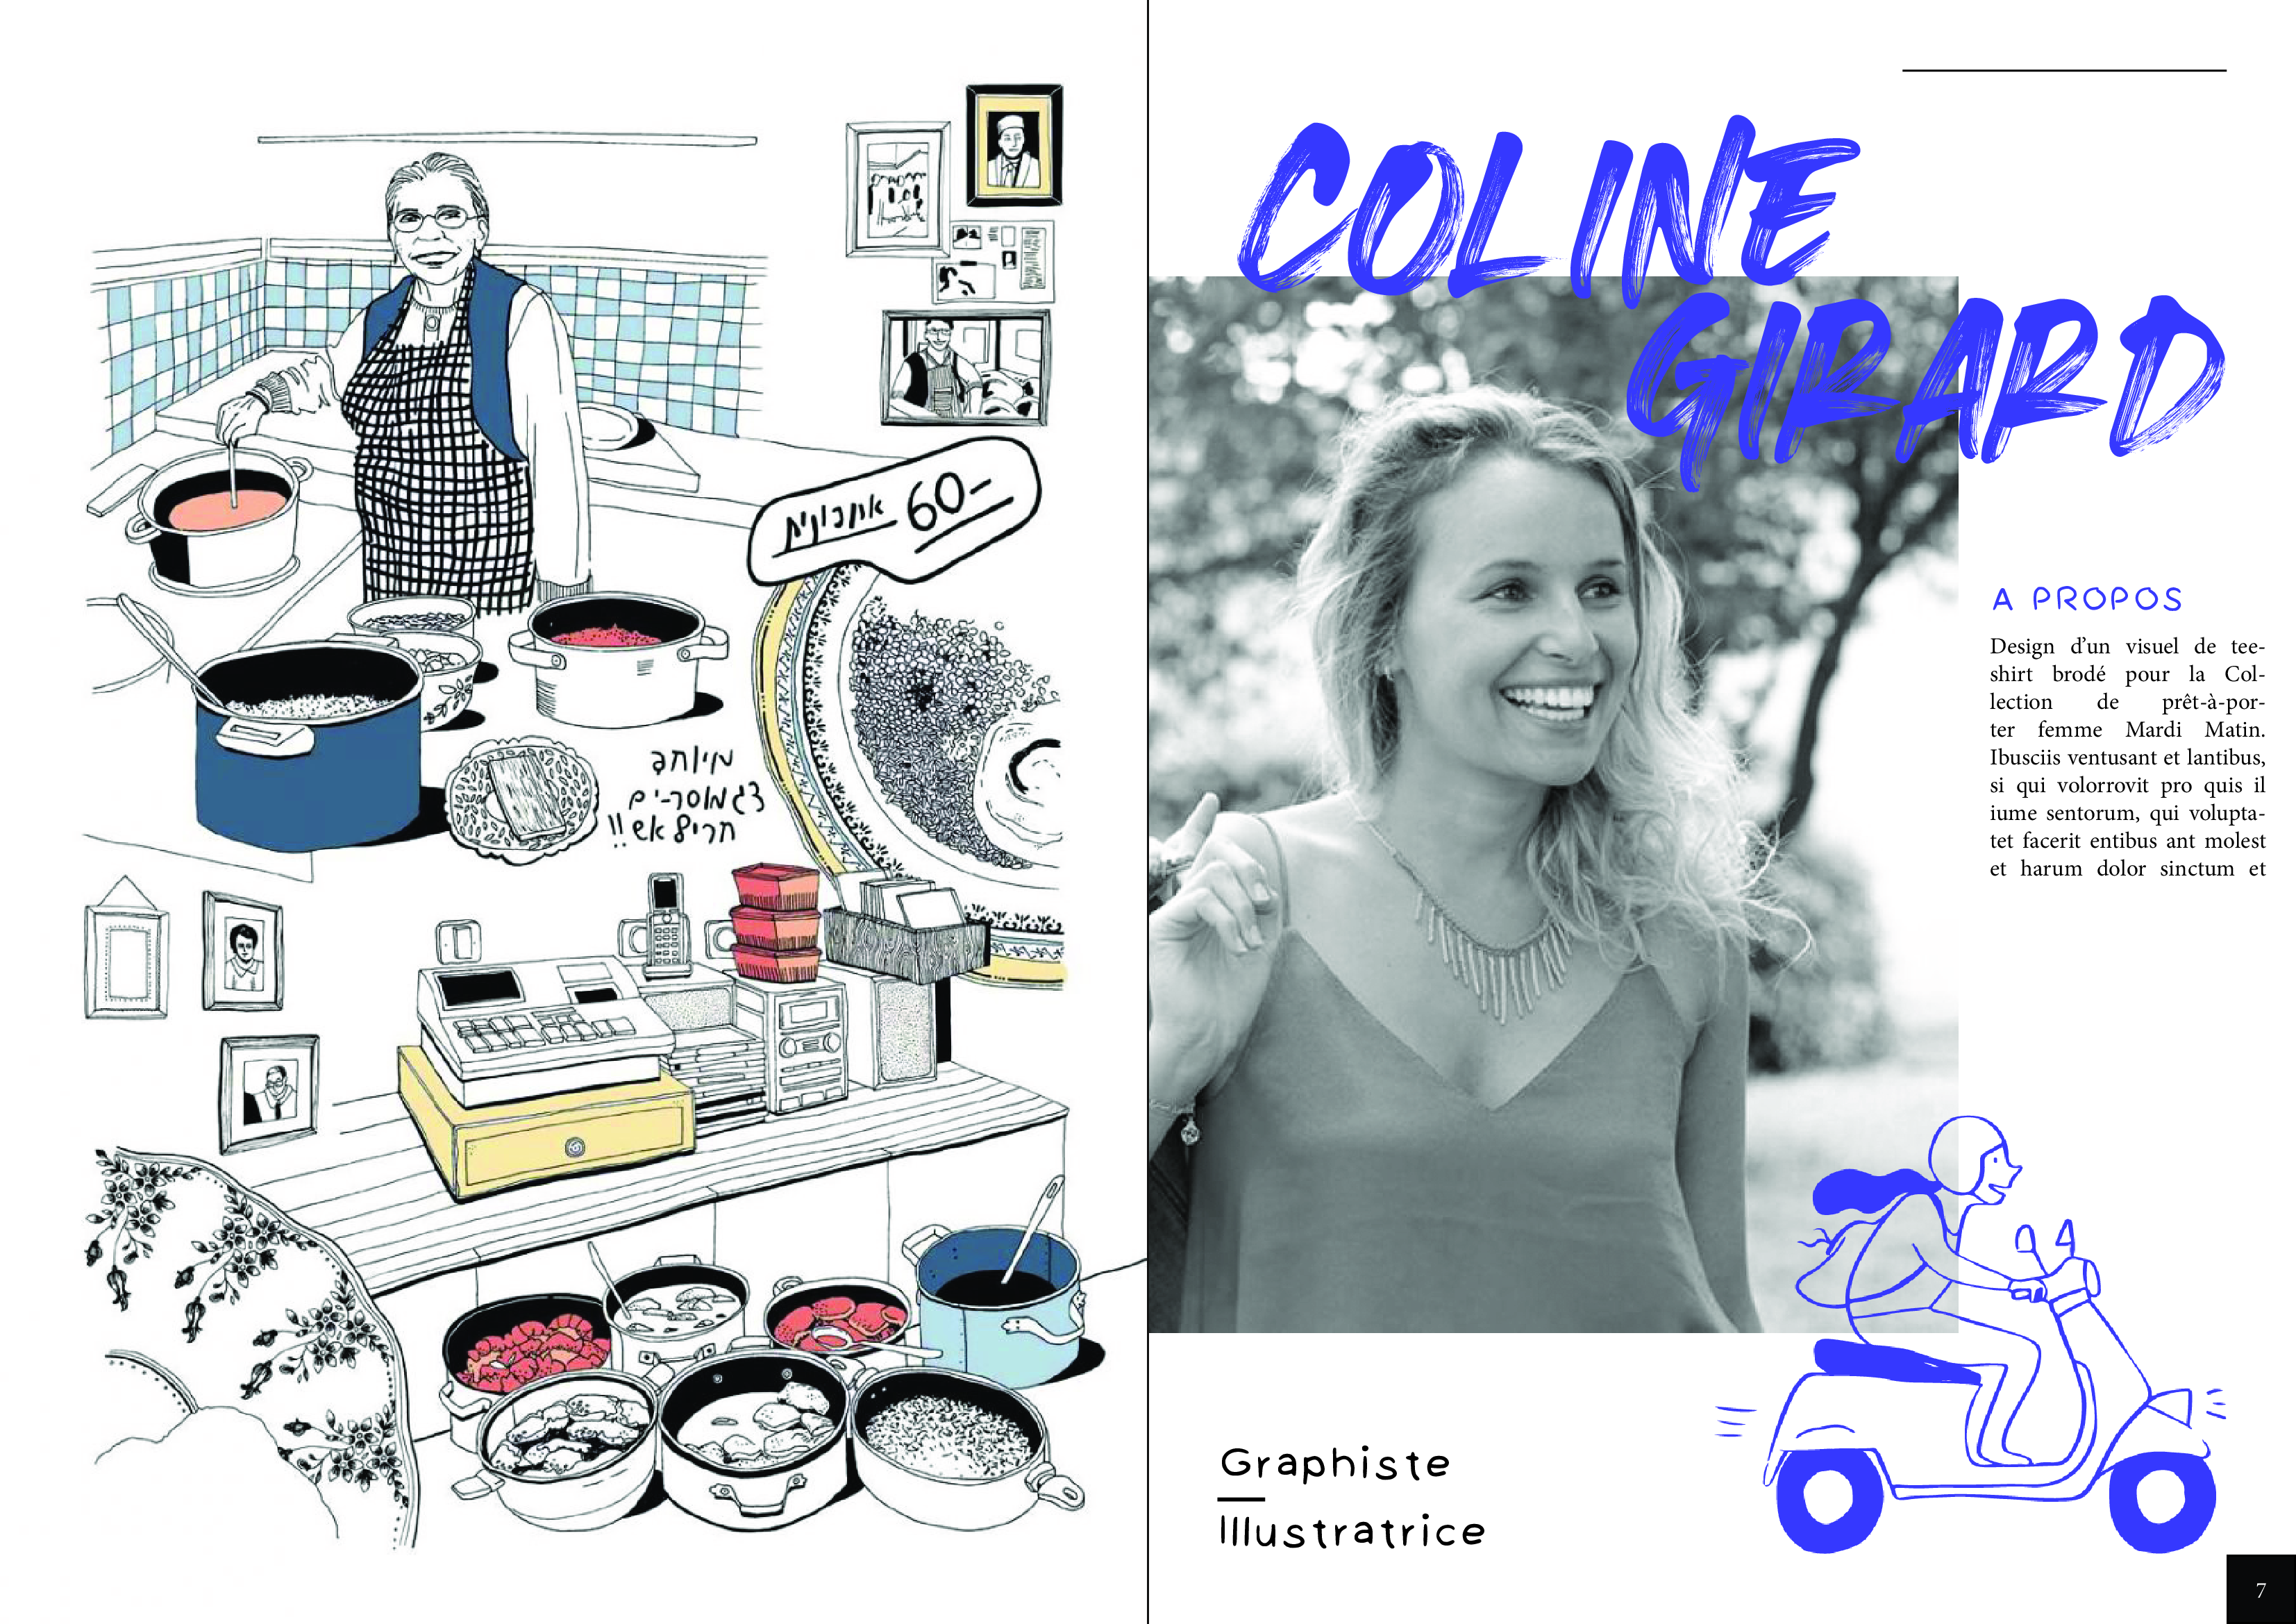 60-
מיוחד
דג מוסר-ים
חריף אש !!
COLINE
GIRARD
A PROPOS
Design d’un visuel de tee-
shirt brodé pour la Col-
lection de prêt-à-por-
ter femme Mardi Matin.
Ibusciis ventusant et lantibus,
si qui volorrovit pro quis il
iume sentorum, qui volupta-
tet facerit entibus ant molest
et harum dolor sinctum et
Graphiste
Illustratrice
7